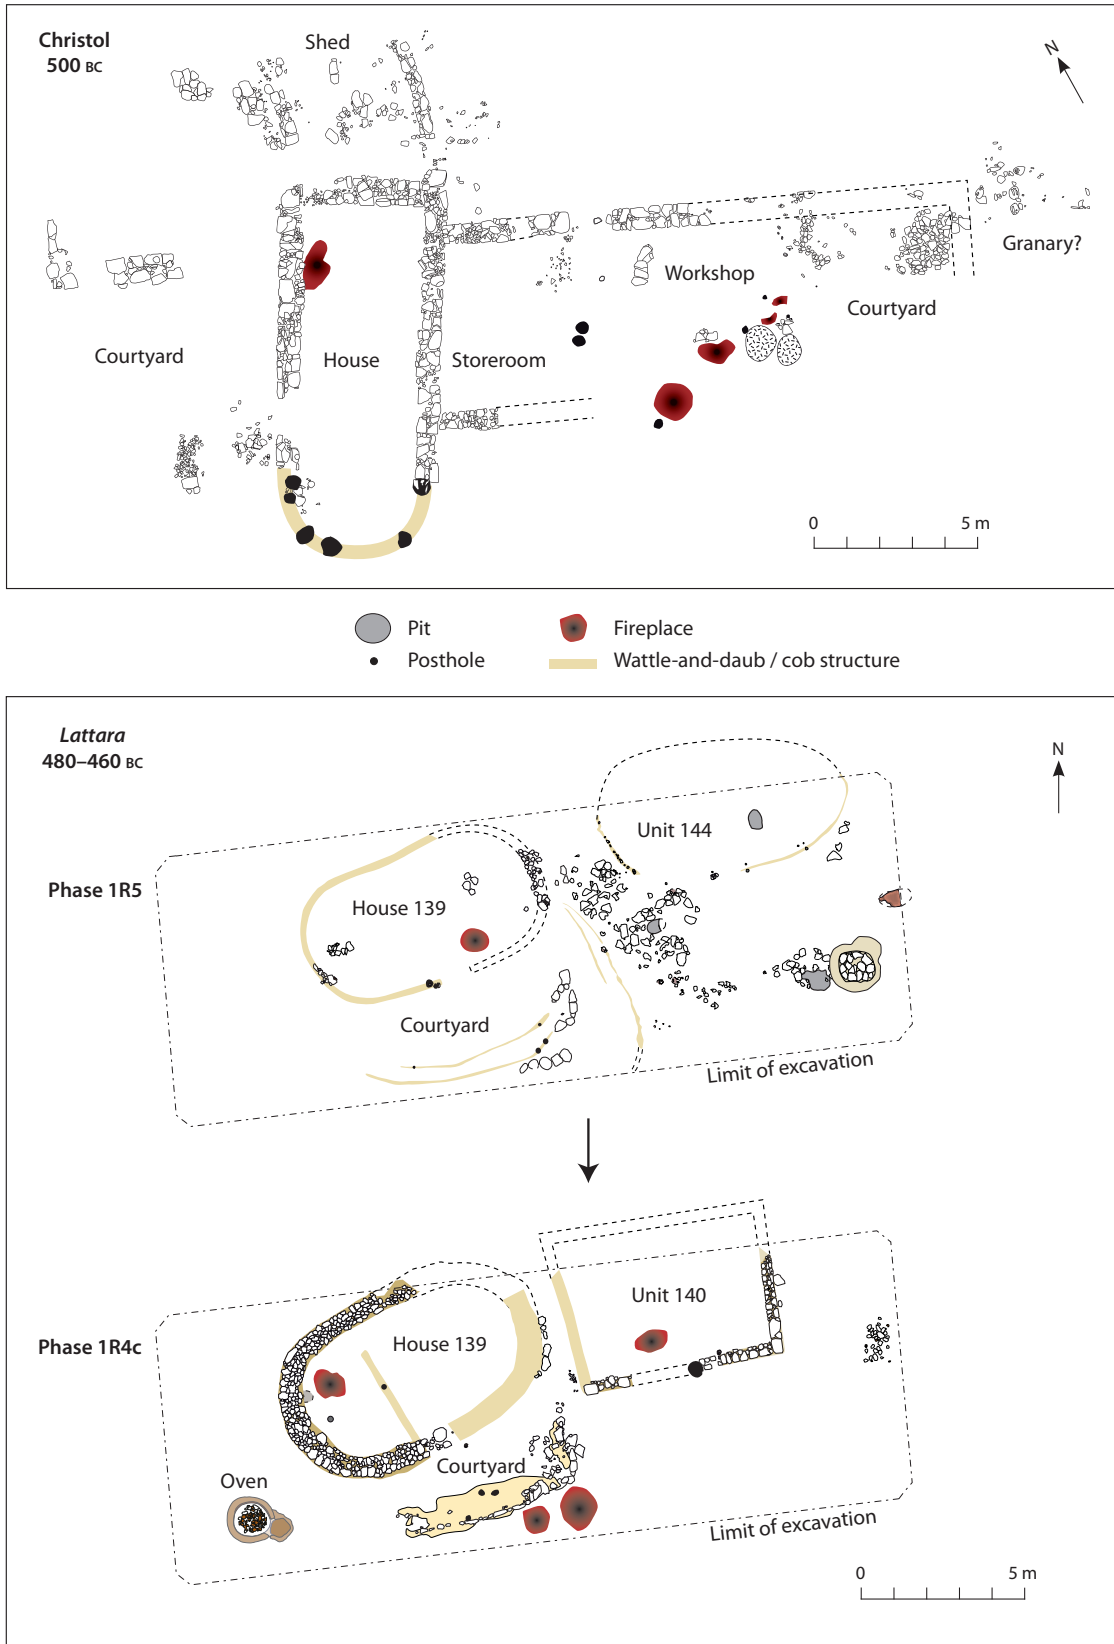 Christol
500 BC
Shed
N
Granary?
Workshop
Courtyard
Courtyard
House
Storeroom
0 5 m
Pit
Fireplace
Posthole
Wattle-and-daub / cob structure
Lattara
480–460 BC
N
Unit 144
Phase 1R5
House 139
Courtyard
Limit of excavation
Unit 140
Phase 1R4c
House 139
Courtyard
Oven
Limit of excavation
0 5 m